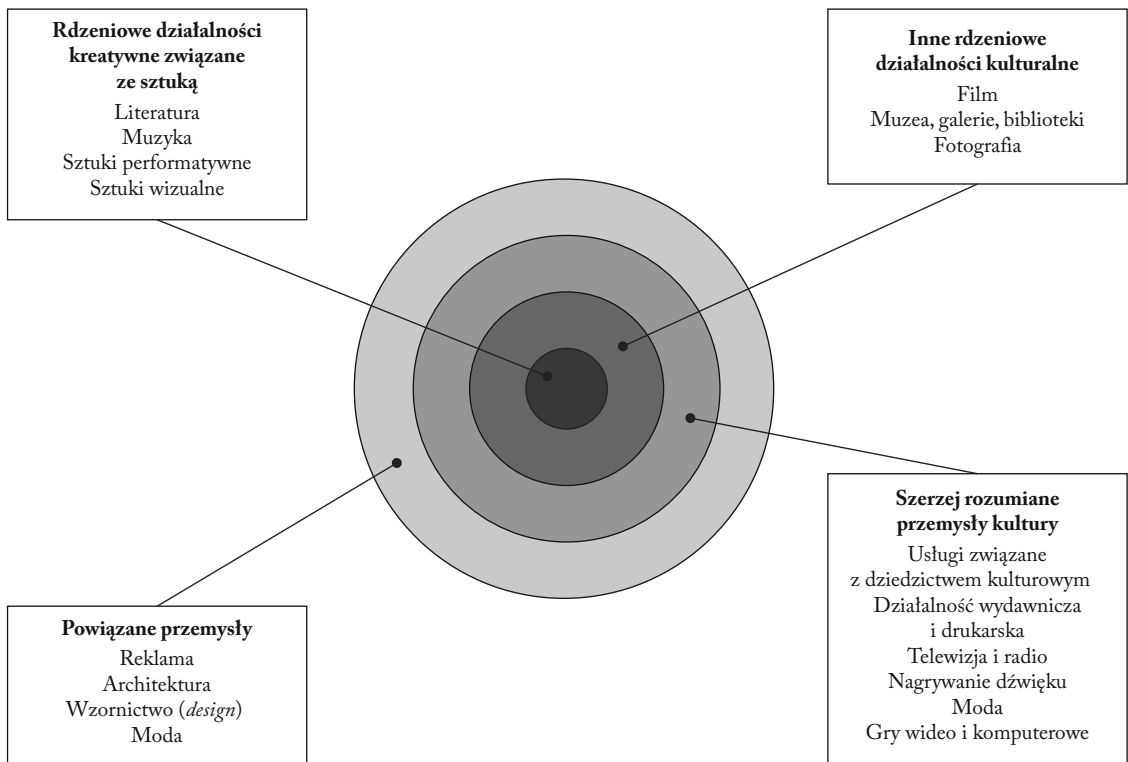 Rdzeniowe działalności
kreatywne związane
ze sztuką
Literatura
Muzyka
Sztuki performatywne
Sztuki wizualne
Inne rdzeniowe
działalności kulturalne
Film
Muzea, galerie, biblioteki
Fotografia
Powiązane przemysły
Reklama
Architektura
Wzornictwo (design)
Moda
Szerzej rozumiane
przemysły kultury
Usługi związane
z dziedzictwem kulturowym
Działalność wydawnicza
i drukarska
Telewizja i radio
Nagrywanie dźwięku
Moda
Gry wideo i komputerowe